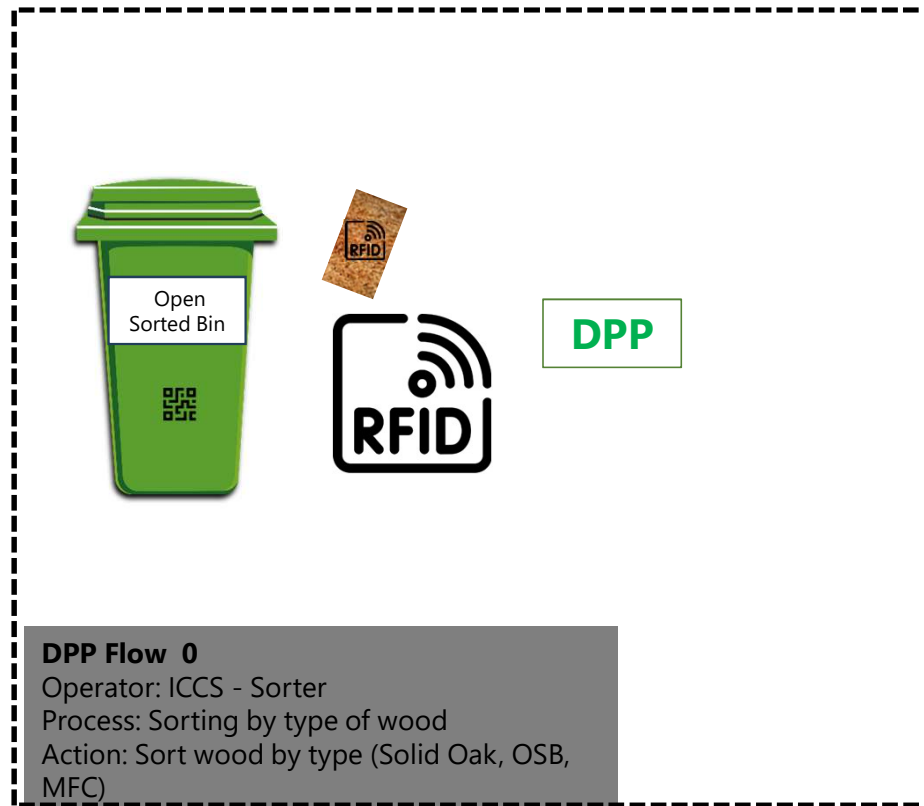 RFID
Open
Sorted Bin
RFID
DPP
DPP Flow 0
Operator: ICCS - Sorter
Process: Sorting by type of wood
Action: Sort wood by type (Solid Oak, OSB,
MFC)